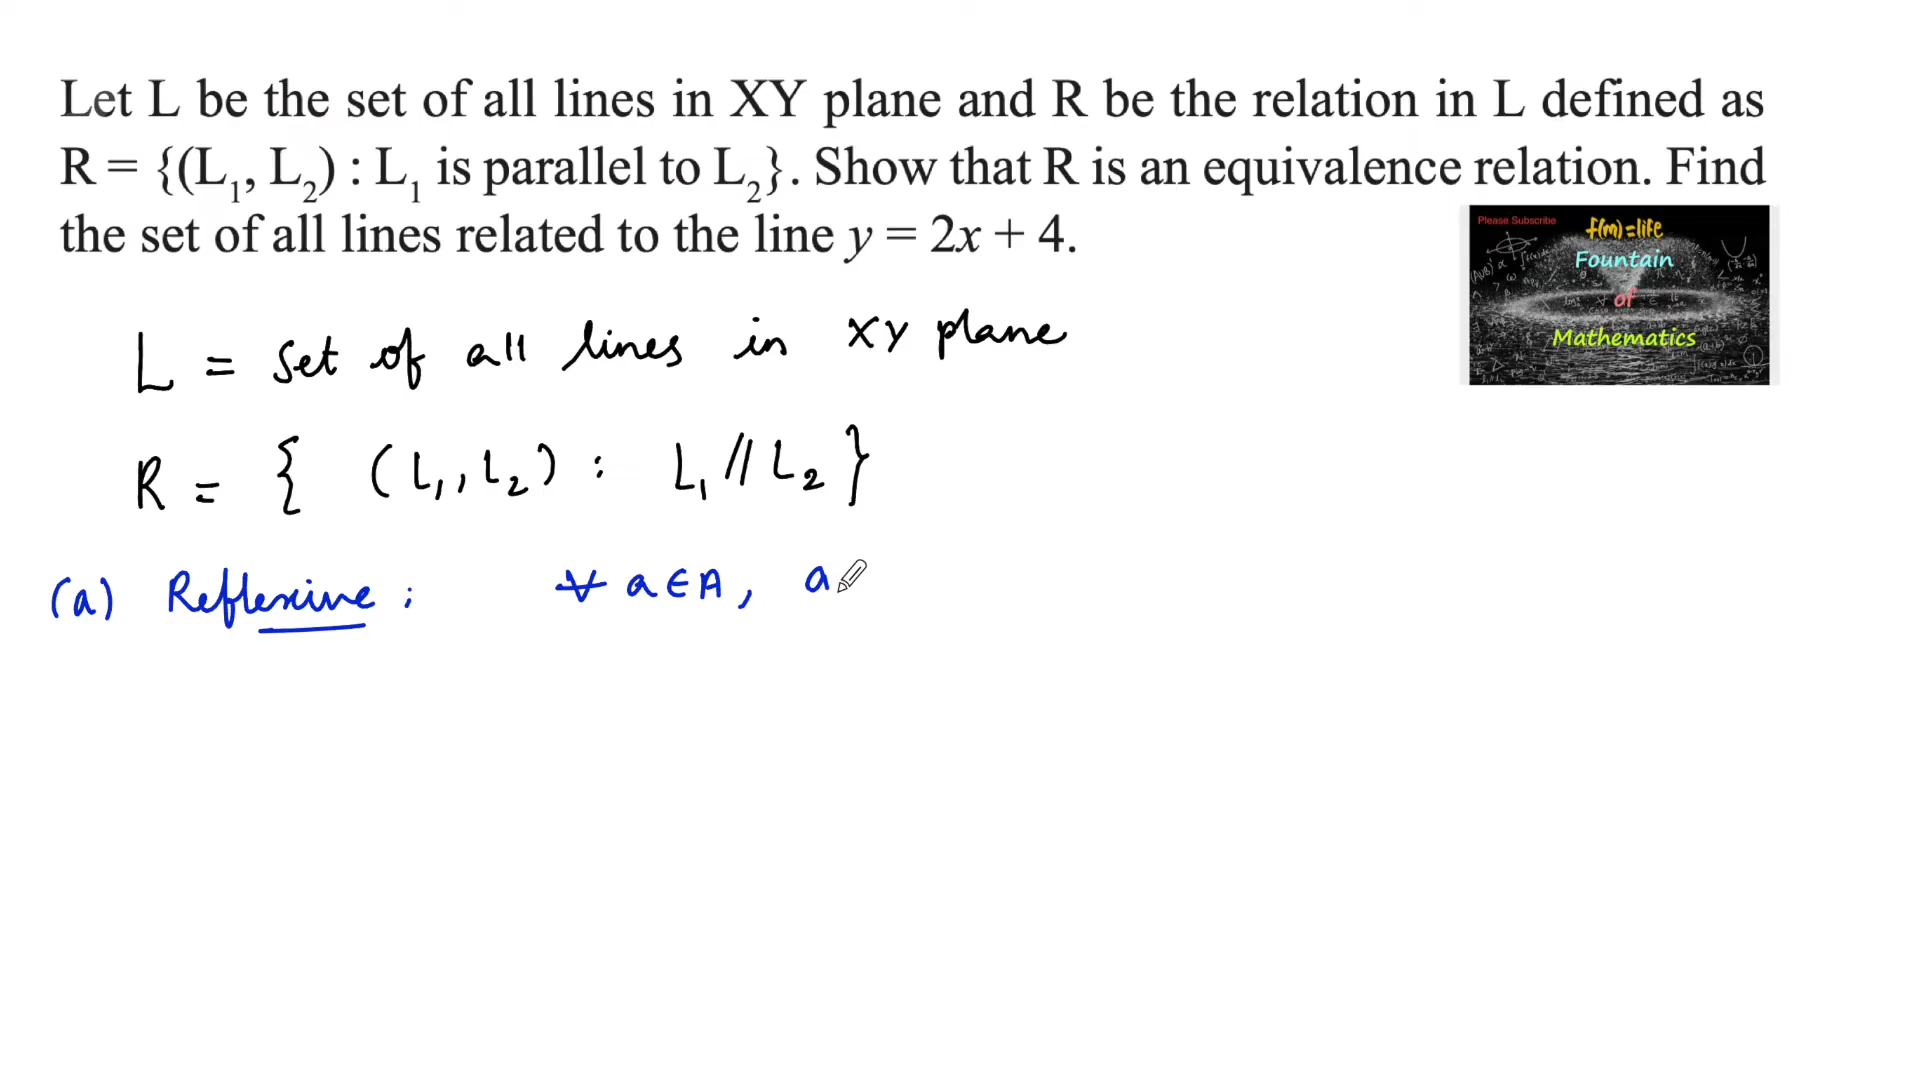 Let L be the set of all lines in XY plane and R be the relation in L defined as
R = {(L₁, L₂) : L₁ is parallel to L₂}. Show that R is an equivalence relation. Find
the set of all lines related to the line y = 2x + 4.
Please Subscribe
f(m)=life
Fountain
of
Mathematics
L = set of all lines in XY plane
R = { (L₁, L₂) : L₁ // L₂ }
(a) Reflexive : ∀ a ∈ A, a